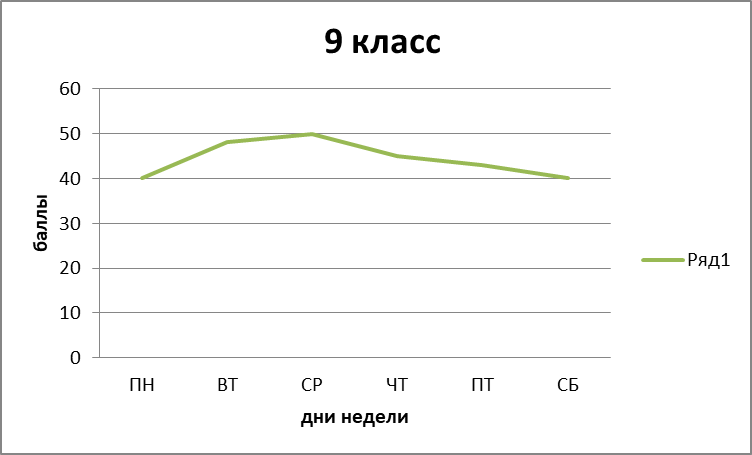 9 класс
60
50
40
30
20
10
0
баллы
ПН ВТ СР ЧТ ПТ СБ
дни недели
Ряд1